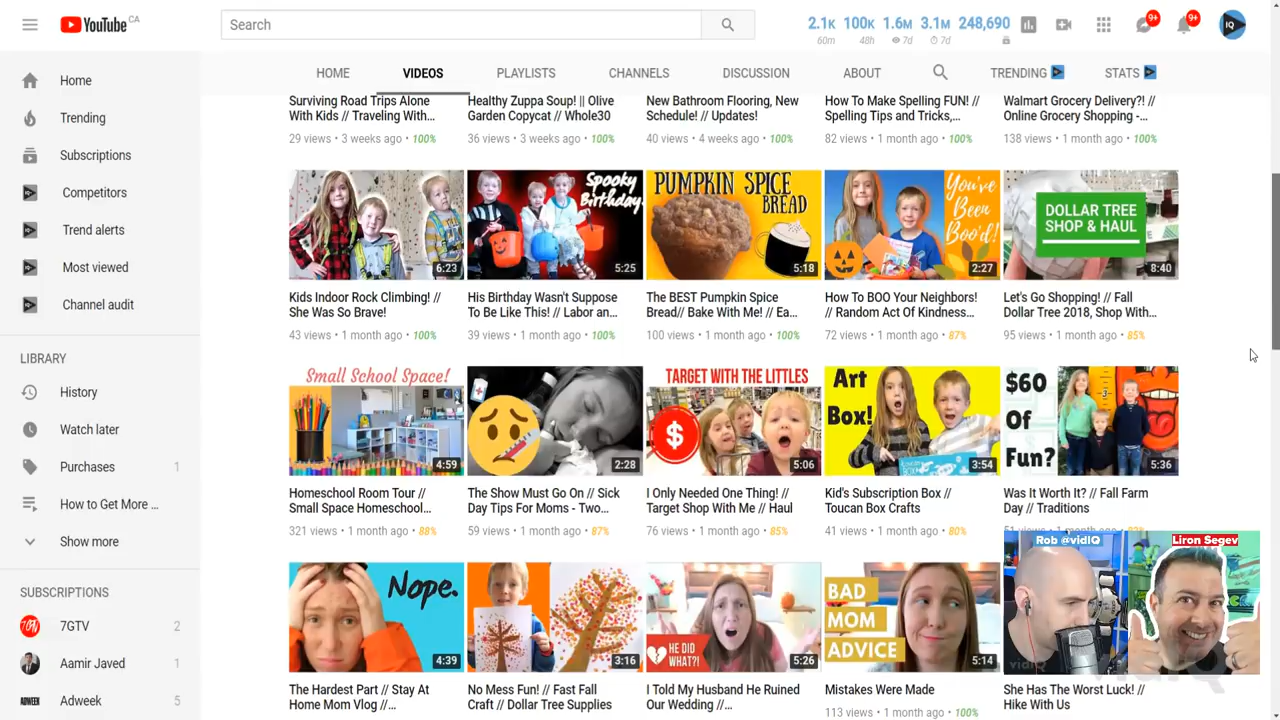 YouTube CA
Search
2.1K 100K 1.6M 3.1M 248,690
60m 48h 7d 7d
9+ 9+
IQ
HOME VIDEOS PLAYLISTS CHANNELS DISCUSSION ABOUT TRENDING STATS
Home
Trending
Subscriptions
Competitors
Trend alerts
Most viewed
Channel audit
LIBRARY
History
Watch later
Purchases 1
How to Get More ...
Show more
SUBSCRIPTIONS
7GTV 2
Aamir Javed 1
ADWEEK Adweek 5
Surviving Road Trips Alone
With Kids // Traveling With...
29 views • 3 weeks ago • 100%
Healthy Zuppa Soup! || Olive
Garden Copycat // Whole30
36 views • 3 weeks ago • 100%
New Bathroom Flooring, New
Schedule! // Updates!
40 views • 4 weeks ago • 100%
How To Make Spelling FUN! //
Spelling Tips and Tricks,...
82 views • 1 month ago • 100%
Walmart Grocery Delivery?! //
Online Grocery Shopping -...
138 views • 1 month ago • 100%
6:23
Kids Indoor Rock Climbing! //
She Was So Brave!
43 views • 1 month ago • 100%
Spooky
Birthday
5:25
His Birthday Wasn't Suppose
To Be Like This! // Labor an...
39 views • 1 month ago • 100%
PUMPKIN SPICE
BREAD
5:18
The BEST Pumpkin Spice
Bread// Bake With Me! // Ea...
100 views • 1 month ago • 100%
You've
Been
Boo'd!
2:27
How To BOO Your Neighbors!
// Random Act Of Kindness...
72 views • 1 month ago • 87%
DOLLAR TREE
SHOP & HAUL
8:40
Let's Go Shopping! // Fall
Dollar Tree 2018, Shop With...
95 views • 1 month ago • 85%
Small School Space!
4:59
Homeschool Room Tour //
Small Space Homeschool...
321 views • 1 month ago • 88%
2:28
The Show Must Go On // Sick
Day Tips For Moms - Two...
59 views • 1 month ago • 87%
TARGET WITH THE LITTLES
$
5:06
I Only Needed One Thing! //
Target Shop With Me // Haul
76 views • 1 month ago • 85%
Art
Box!
3:54
Kid's Subscription Box //
Toucan Box Crafts
41 views • 1 month ago • 80%
$60
Of
Fun?
5:36
Was It Worth It? // Fall Farm
Day // Traditions
Nope.
4:39
The Hardest Part // Stay At
Home Mom Vlog //...
3:16
No Mess Fun! // Fast Fall
Craft // Dollar Tree Supplies
HE DID
WHAT?!
5:26
I Told My Husband He Ruined
Our Wedding //...
BAD
MOM
ADVICE
5:14
Mistakes Were Made
113 views • 1 month ago • 100%
Rob @vidIQ
Liron Segev
vidIQ
She Has The Worst Luck! //
Hike With Us